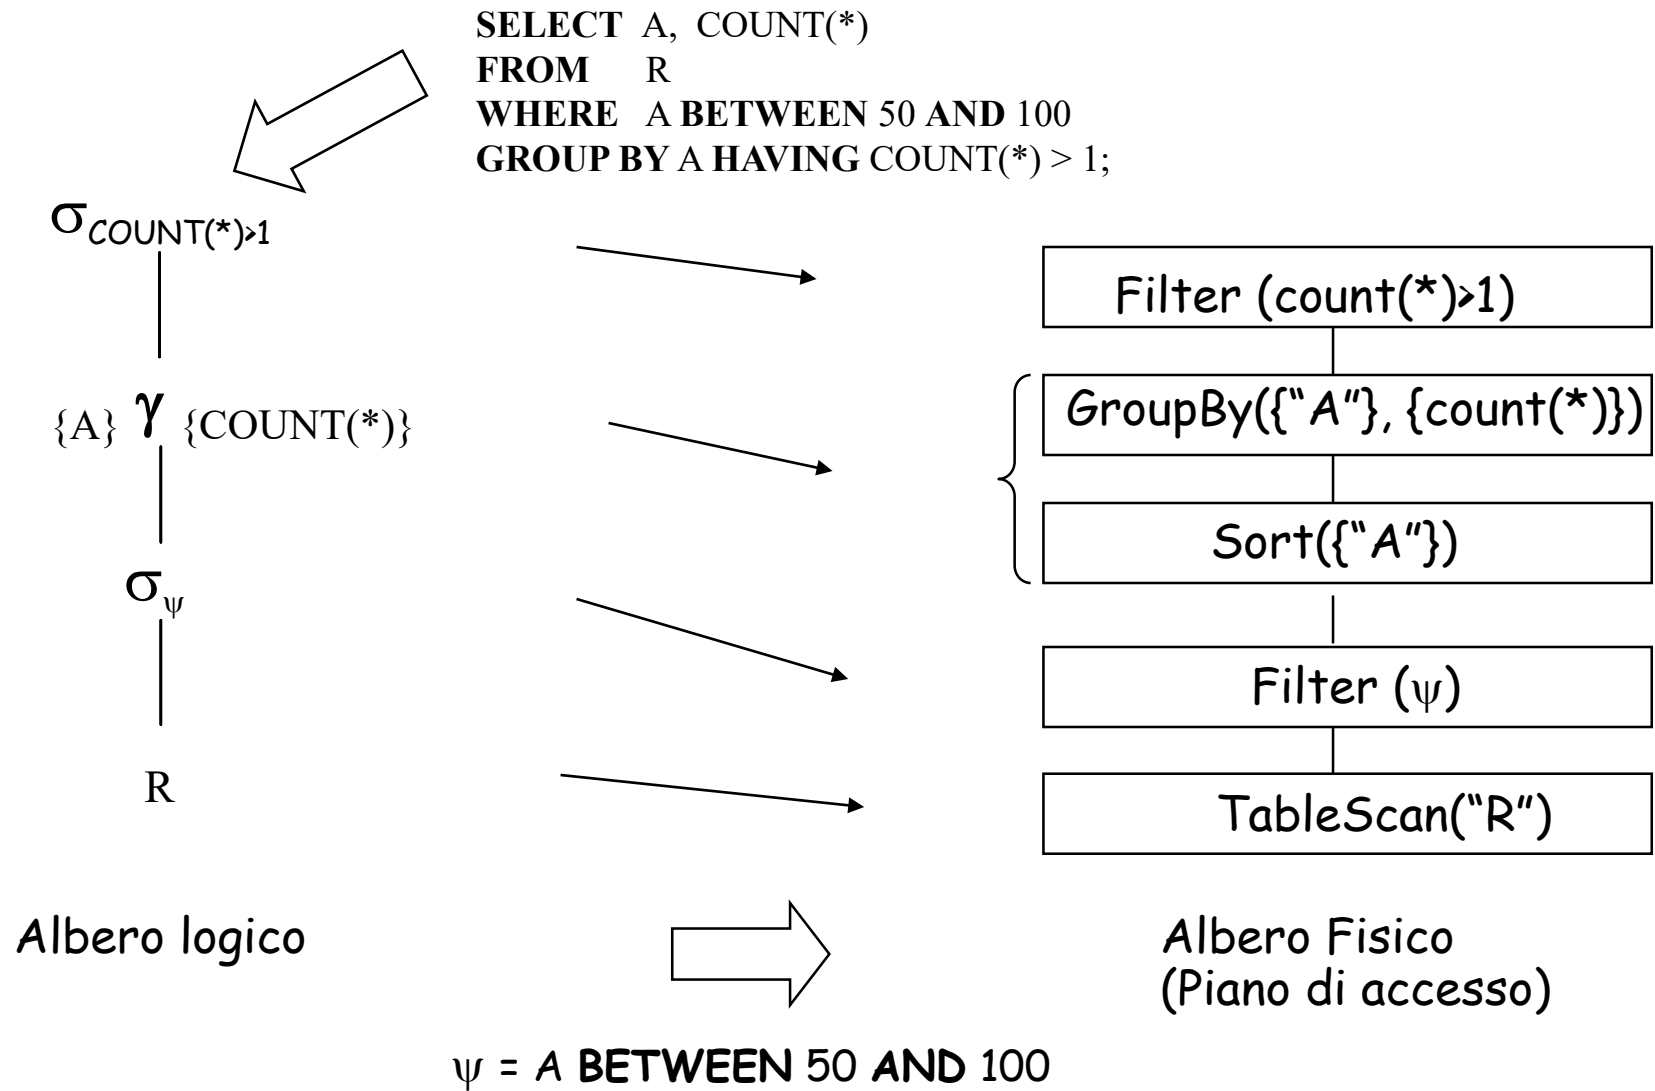 SELECT A, COUNT(*)
FROM R
WHERE A BETWEEN 50 AND 100
GROUP BY A HAVING COUNT(*) > 1;
σCOUNT(*)>1
{A} γ {COUNT(*)}
σψ
R
Albero logico
Filter (count(*)>1)
GroupBy({“A”}, {count(*)})
Sort({“A”})
Filter (ψ)
TableScan(“R”)
Albero Fisico
(Piano di accesso)
ψ = A BETWEEN 50 AND 100